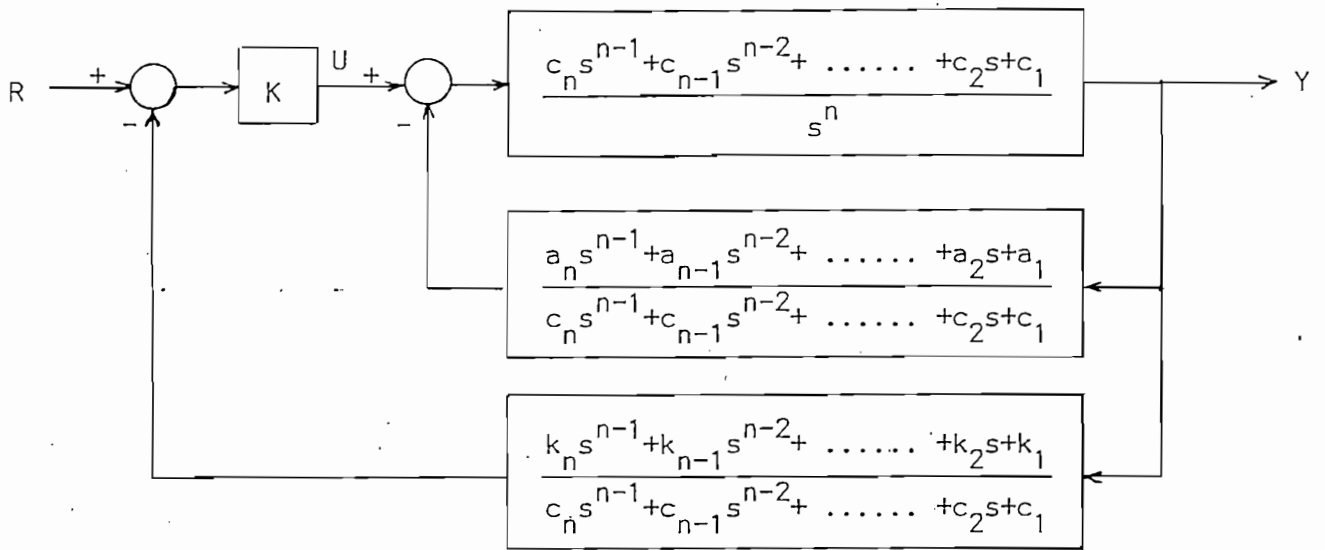 R
+
-
K
U
+
-
c_n s^{n-1}+c_{n-1} s^{n-2}+ ...... +c_2 s+c_1
s^n
Y
a_n s^{n-1}+a_{n-1} s^{n-2}+ ...... +a_2 s+a_1
c_n s^{n-1}+c_{n-1} s^{n-2}+ ...... +c_2 s+c_1
k_n s^{n-1}+k_{n-1} s^{n-2}+ ....... +k_2 s+k_1
c_n s^{n-1}+c_{n-1} s^{n-2}+ ...... +c_2 s+c_1